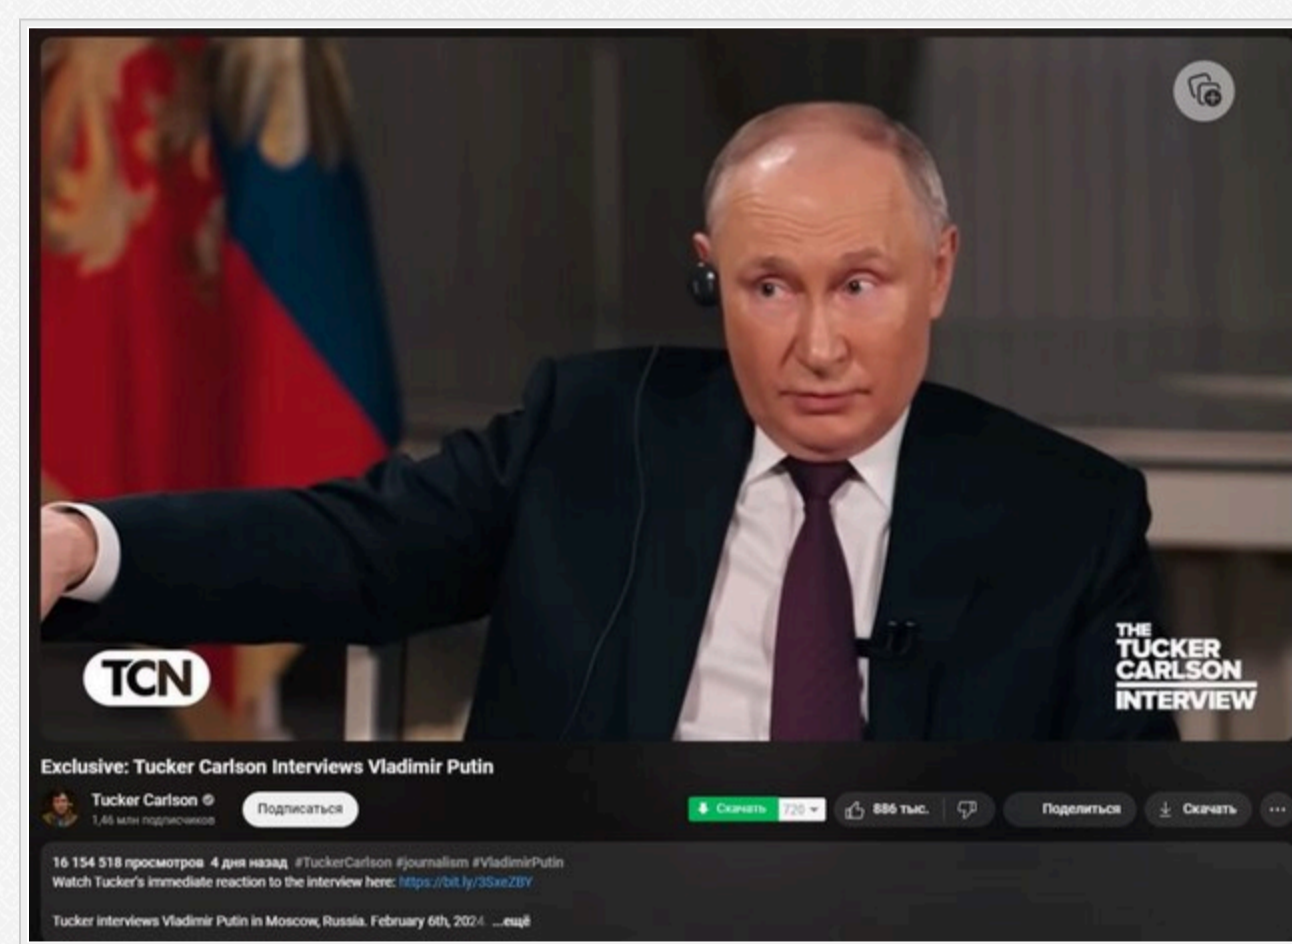 TCN
THE
TUCKER
CARLSON
INTERVIEW
Exclusive: Tucker Carlson Interviews Vladimir Putin
Tucker Carlson
1,46 млн подписчиков
Подписаться
Скачать 720
886 тыс.
Поделиться
Скачать
16 154 518 просмотров 4 дня назад #TuckerCarlson #journalism #VladimirPutin
Watch Tucker's immediate reaction to the interview here: https://bit.ly/3SxeZBY
Tucker interviews Vladimir Putin in Moscow, Russia. February 6th, 2024. ...ещё